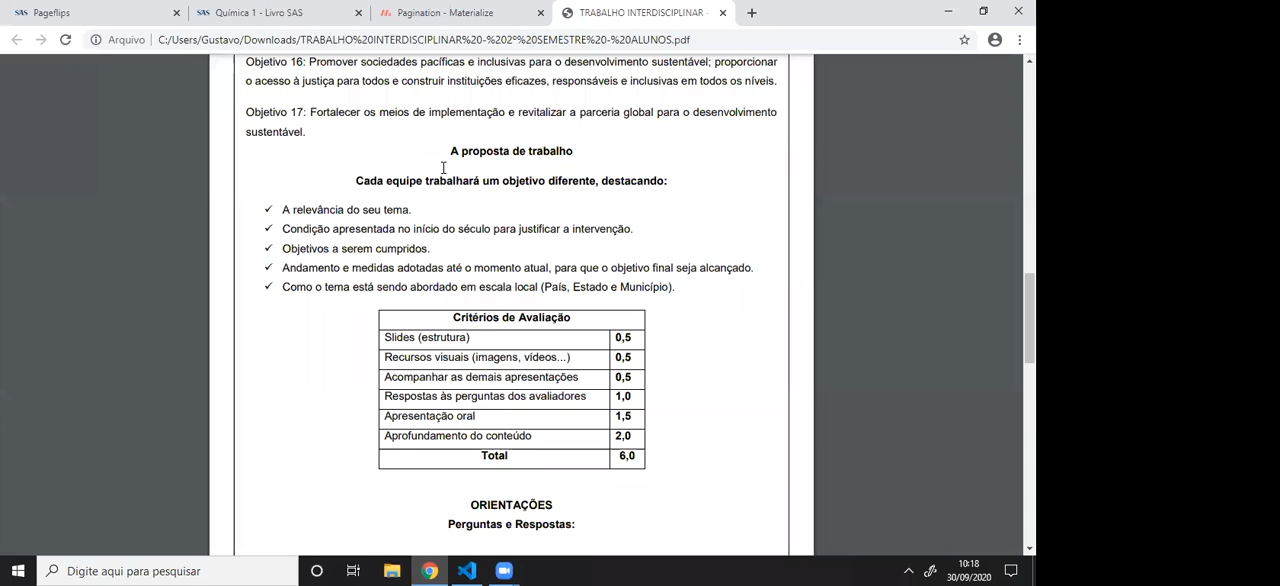 Pageflips
Química 1 - Livro SAS
Pagination - Materialize
TRABALHO INTERDISCIPLINAR -
Arquivo
C:/Users/Gustavo/Downloads/TRABALHO%20INTERDISCIPLINAR%20-%202º%20SEMESTRE%20-%20ALUNOS.pdf
Objetivo 16: Promover sociedades pacíficas e inclusivas para o desenvolvimento sustentável; proporcionar
o acesso à justiça para todos e construir instituições eficazes, responsáveis e inclusivas em todos os níveis.
Objetivo 17: Fortalecer os meios de implementação e revitalizar a parceria global para o desenvolvimento
sustentável.
A proposta de trabalho
Cada equipe trabalhará um objetivo diferente, destacando:
✓ A relevância do seu tema.
✓ Condição apresentada no início do século para justificar a intervenção.
✓ Objetivos a serem cumpridos.
✓ Andamento e medidas adotadas até o momento atual, para que o objetivo final seja alcançado.
✓ Como o tema está sendo abordado em escala local (País, Estado e Município).
Critérios de Avaliação
Slides (estrutura) 0,5
Recursos visuais (imagens, vídeos...) 0,5
Acompanhar as demais apresentações 0,5
Respostas às perguntas dos avaliadores 1,0
Apresentação oral 1,5
Aprofundamento do conteúdo 2,0
Total 6,0
ORIENTAÇÕES
Perguntas e Respostas:
Digite aqui para pesquisar
10:18
30/09/2020